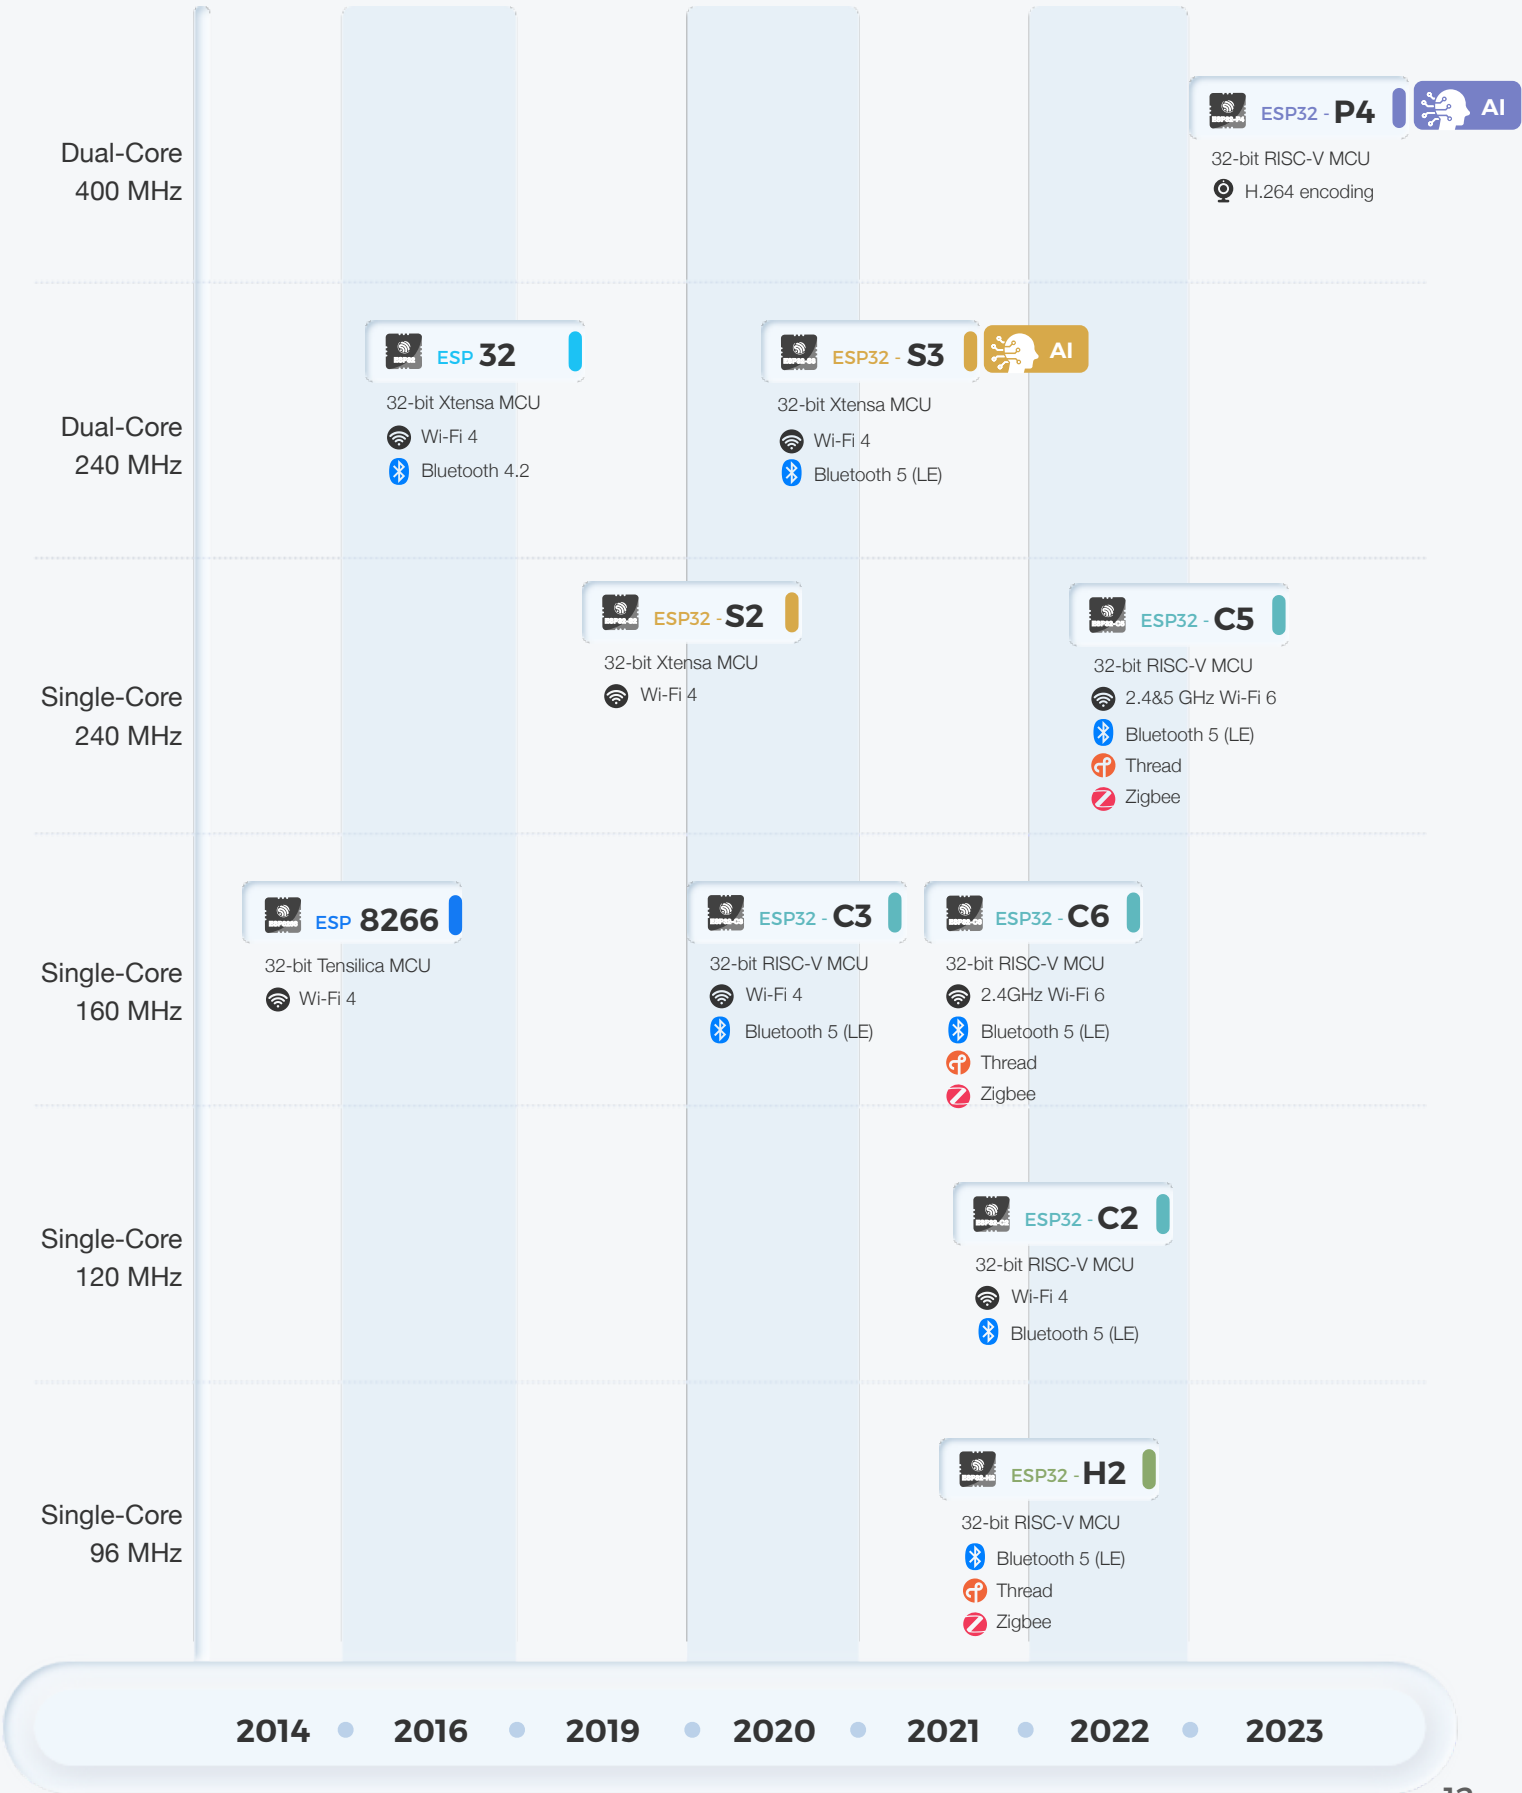 Dual-Core
400 MHz
ESP32 - P4
AI
32-bit RISC-V MCU
H.264 encoding
Dual-Core
240 MHz
ESP 32
32-bit Xtensa MCU
Wi-Fi 4
Bluetooth 4.2
ESP32 - S3
AI
32-bit Xtensa MCU
Wi-Fi 4
Bluetooth 5 (LE)
Single-Core
240 MHz
ESP32 - S2
32-bit Xtensa MCU
Wi-Fi 4
ESP32 - C5
32-bit RISC-V MCU
2.4&5 GHz Wi-Fi 6
Bluetooth 5 (LE)
Thread
Zigbee
Single-Core
160 MHz
ESP 8266
32-bit Tensilica MCU
Wi-Fi 4
ESP32 - C3
32-bit RISC-V MCU
Wi-Fi 4
Bluetooth 5 (LE)
ESP32 - C6
32-bit RISC-V MCU
2.4GHz Wi-Fi 6
Bluetooth 5 (LE)
Thread
Zigbee
Single-Core
120 MHz
ESP32 - C2
32-bit RISC-V MCU
Wi-Fi 4
Bluetooth 5 (LE)
Single-Core
96 MHz
ESP32 - H2
32-bit RISC-V MCU
Bluetooth 5 (LE)
Thread
Zigbee
2014 2016 2019 2020 2021 2022 2023